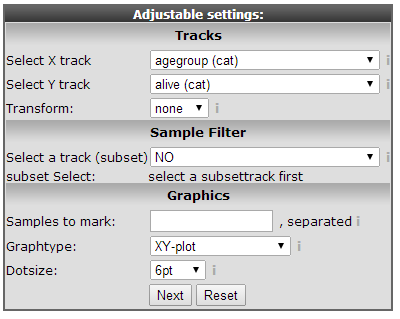 Adjustable settings:
Tracks
Select X track agegroup (cat) i
Select Y track alive (cat) i
Transform: none i
Sample Filter
Select a track (subset) NO i
subset Select: select a subsettrack first
Graphics
Samples to mark: , separated i
Graphtype: XY-plot i
Dotsize: 6pt i
Next Reset